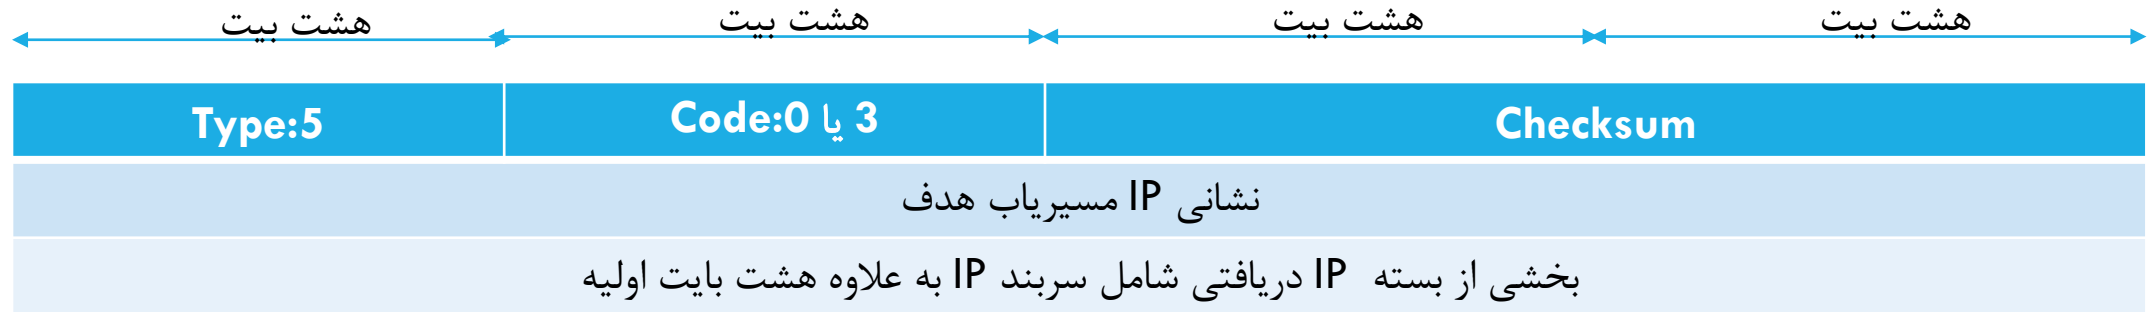 هشت بیت
هشت بیت
هشت بیت
هشت بیت
Type:5
Code:0 یا 3
Checksum
نشانی IP مسیریاب هدف
بخشی از بسته IP دریافتی شامل سربند IP به علاوه هشت بایت اولیه